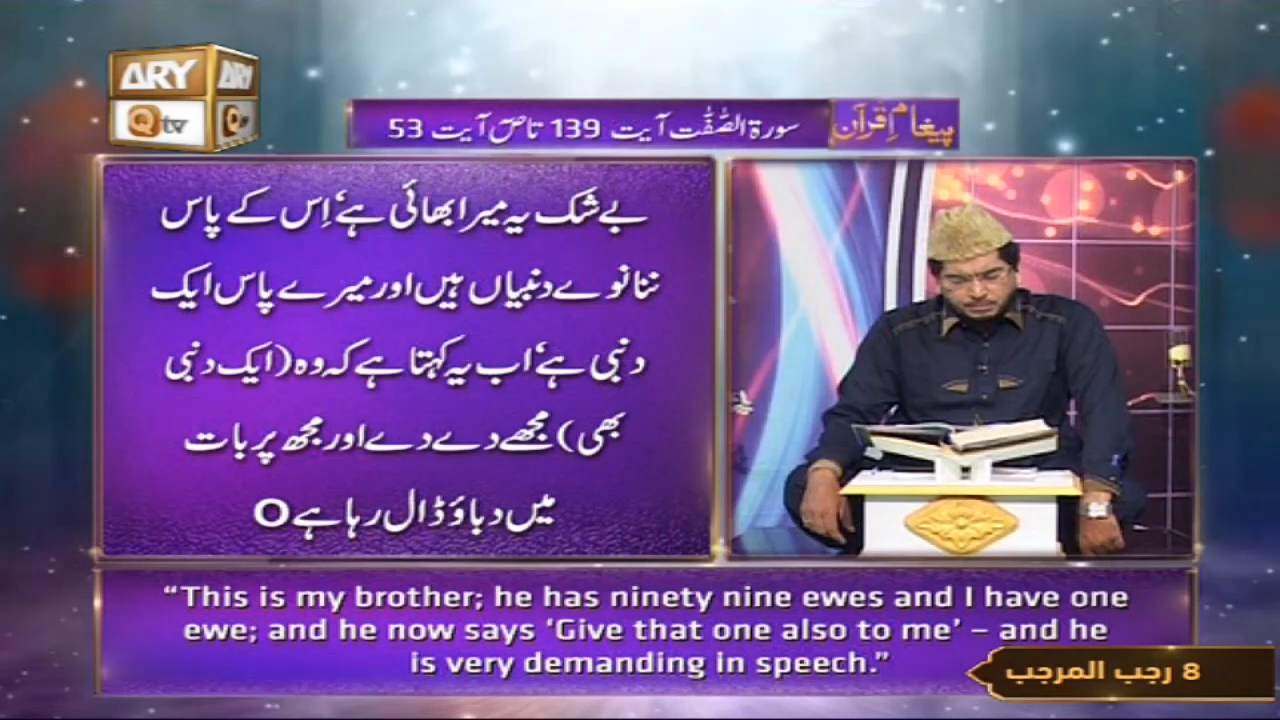 ARY
ARY
Qtv
سورۃ الصّٰفّٰت آیت 139 تا صٓ آیت 53
پیغامِ قرآن
بے شک یہ میرا بھائی ہے‘ اِس کے پاس
ننانوے دنبیاں ہیں اور میرے پاس ایک
دنبی ہے‘ اب یہ کہتا ہے کہ وہ (ایک دنبی
بھی) مجھے دے دے اور مجھ پر بات
میں دباؤ ڈال رہا ہے O
“This is my brother; he has ninety nine ewes and I have one
ewe; and he now says ‘Give that one also to me’ – and he
is very demanding in speech.”
8 رجب المرجب